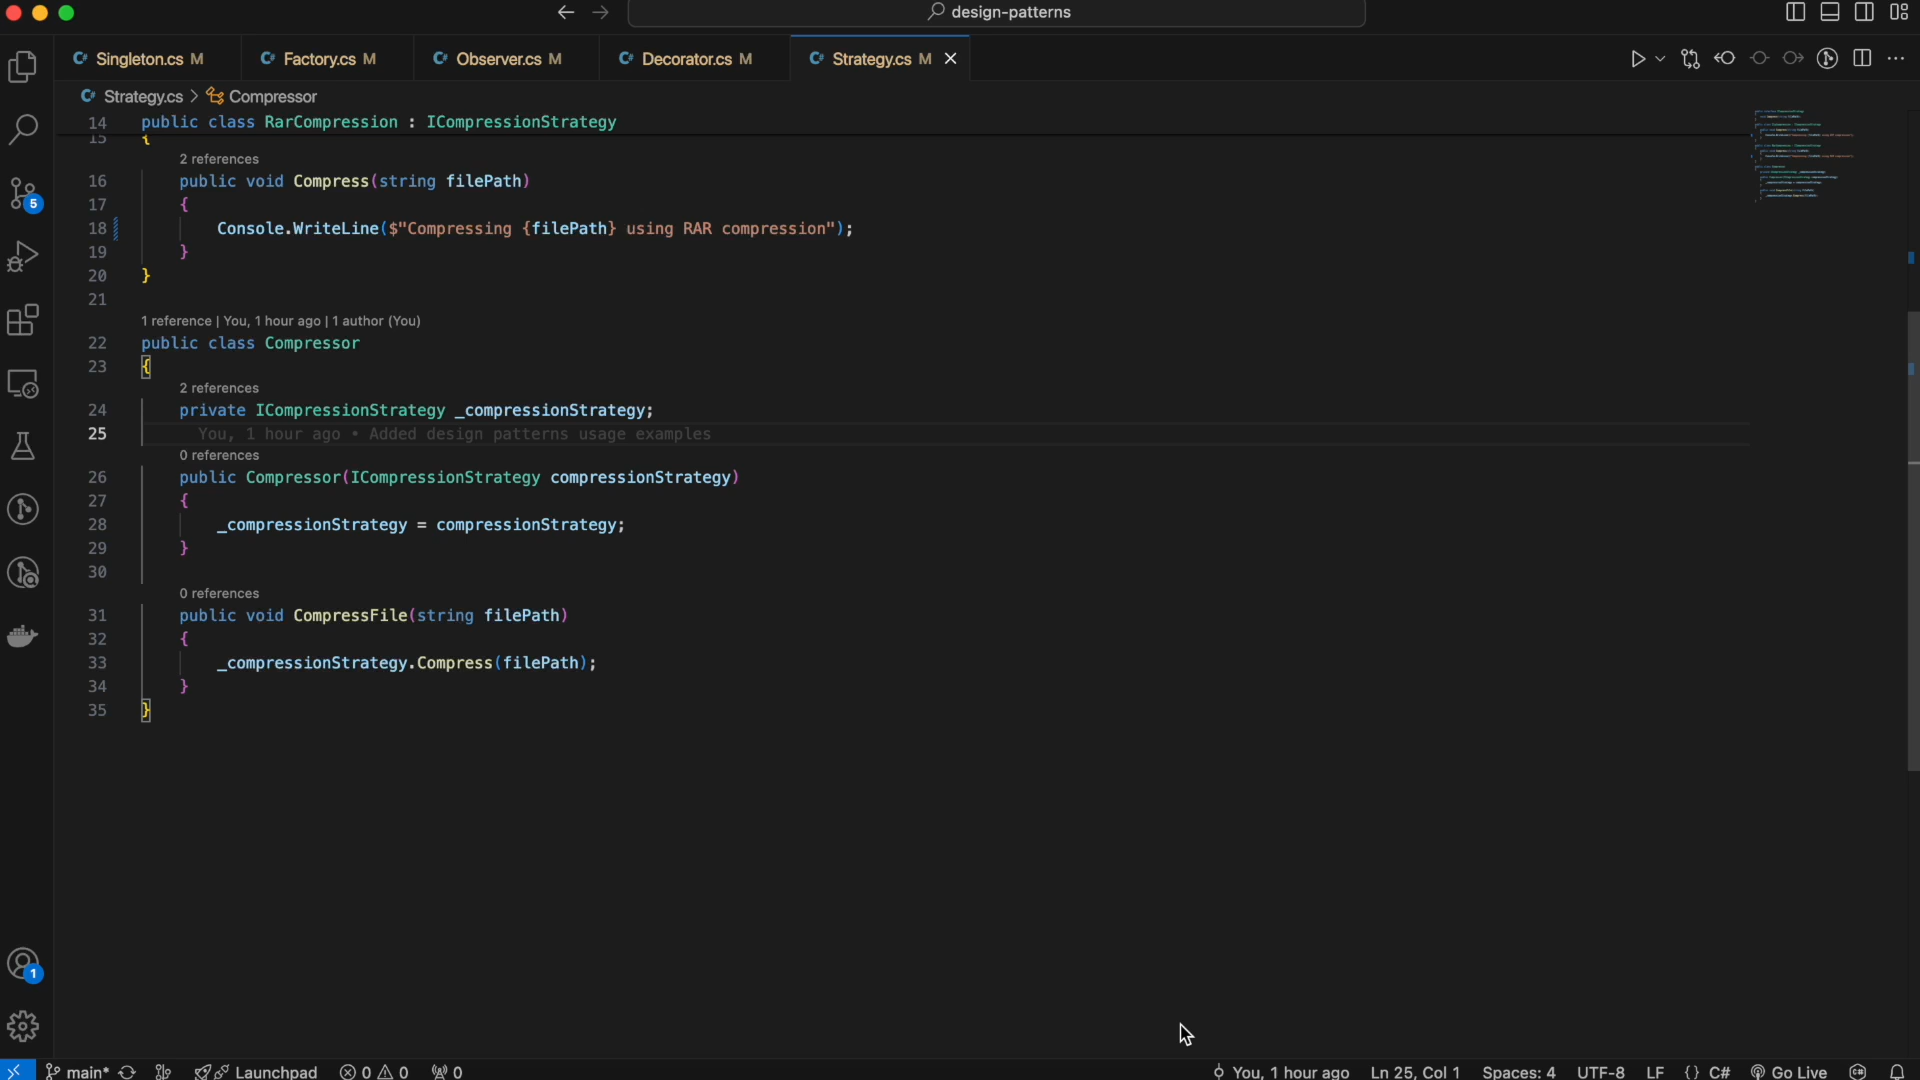 design-patterns
Singleton.cs M
Factory.cs M
Observer.cs M
Decorator.cs M
Strategy.cs M
Strategy.cs > Compressor
14 public class RarCompression : ICompressionStrategy
15 {
2 references
16 public void Compress(string filePath)
17 {
18 Console.WriteLine($"Compressing {filePath} using RAR compression");
19 }
20 }
21
1 reference | You, 1 hour ago | 1 author (You)
22 public class Compressor
23 {
2 references
24 private ICompressionStrategy _compressionStrategy;
25 You, 1 hour ago • Added design patterns usage examples
0 references
26 public Compressor(ICompressionStrategy compressionStrategy)
27 {
28 _compressionStrategy = compressionStrategy;
29 }
30
0 references
31 public void CompressFile(string filePath)
32 {
33 _compressionStrategy.Compress(filePath);
34 }
35 }
5
1
main* Launchpad 0 0 0 You, 1 hour ago Ln 25, Col 1 Spaces: 4 UTF-8 LF {} C# Go Live